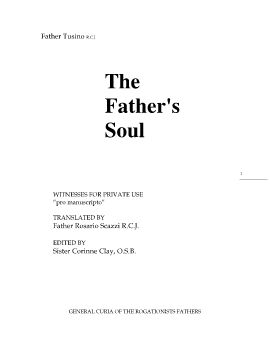 Father Tusino R.C.J
The
Father's
Soul
1
WITNESSES FOR PRIVATE USE
"pro manuscripto"
TRANSLATED BY
Father Rosario Scazzi R.C.J.
EDITED BY
Sister Corinne Clay, O.S.B.
GENERAL CURIA OF THE ROGATIONISTS FATHERS